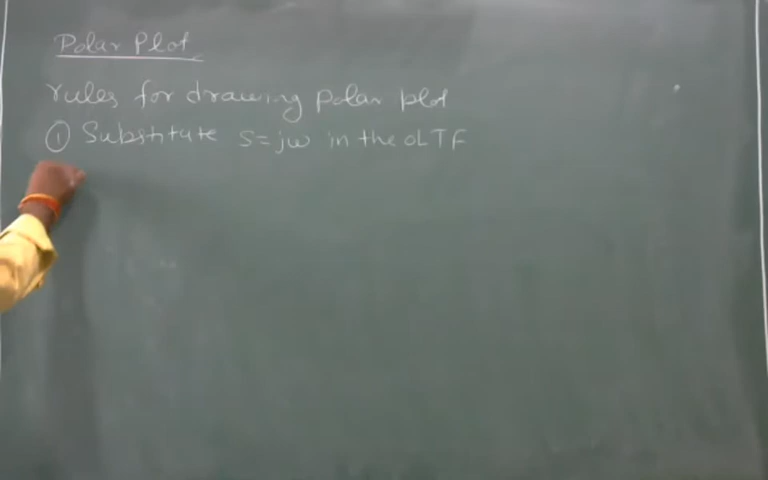 Polar Plot
rules for drawing polar plot
① Substitute s=jω in the OLTF